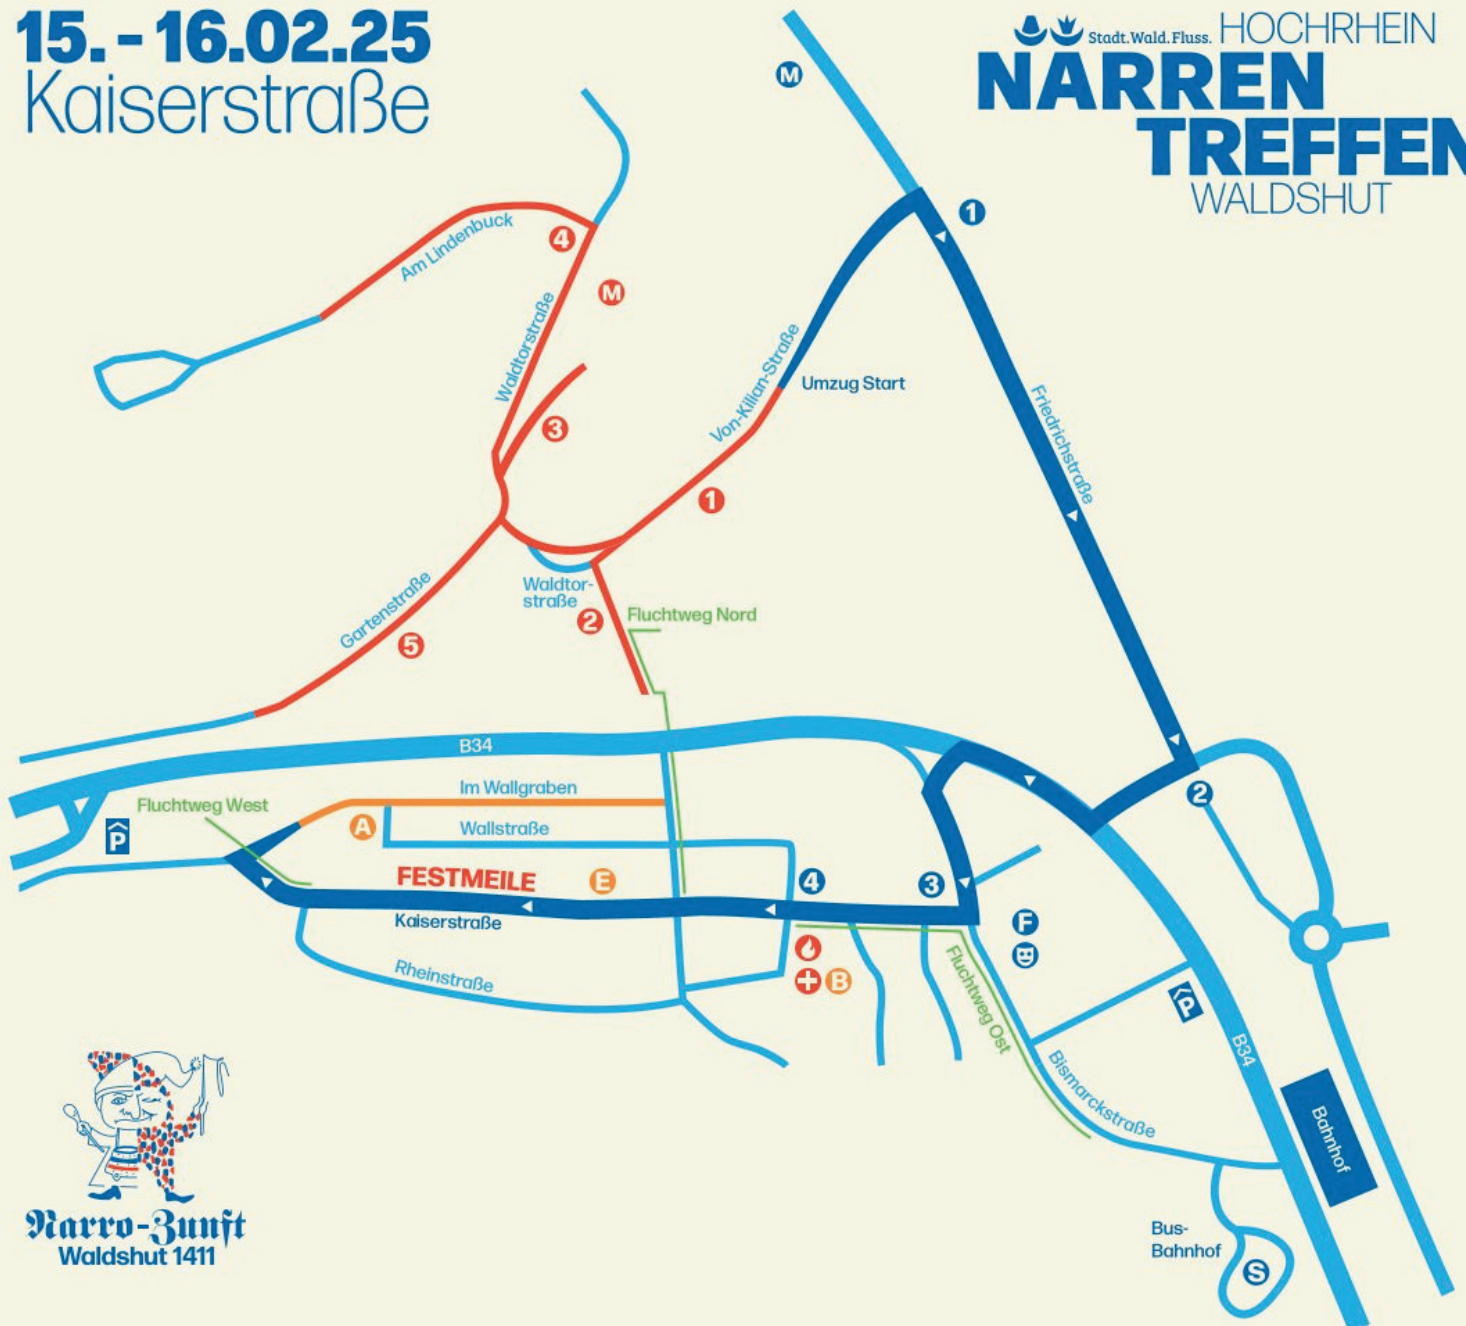 15. - 16.02.25
Kaiserstraße
Stadt.Wald.Fluss. HOCHRHEIN
NARREN
TREFFEN
WALDSHUT
M
1
Am Lindenbuck
4
M
Waldtorstraße
3
Von-Kilian-Straße
Umzug Start
Friedrichstraße
1
Waldtor-
straße
2
Fluchtweg Nord
Gartenstraße
5
B34
2
Im Wallgraben
Fluchtweg West
P
A
Wallstraße
FESTMEILE
E
4
3
Kaiserstraße
F
B
Rheinstraße
Fluchtweg Ost
P
B34
Bismarckstraße
Bahnhof
Bus-
Bahnhof
S
Narro-Zunft
Waldshut 1411